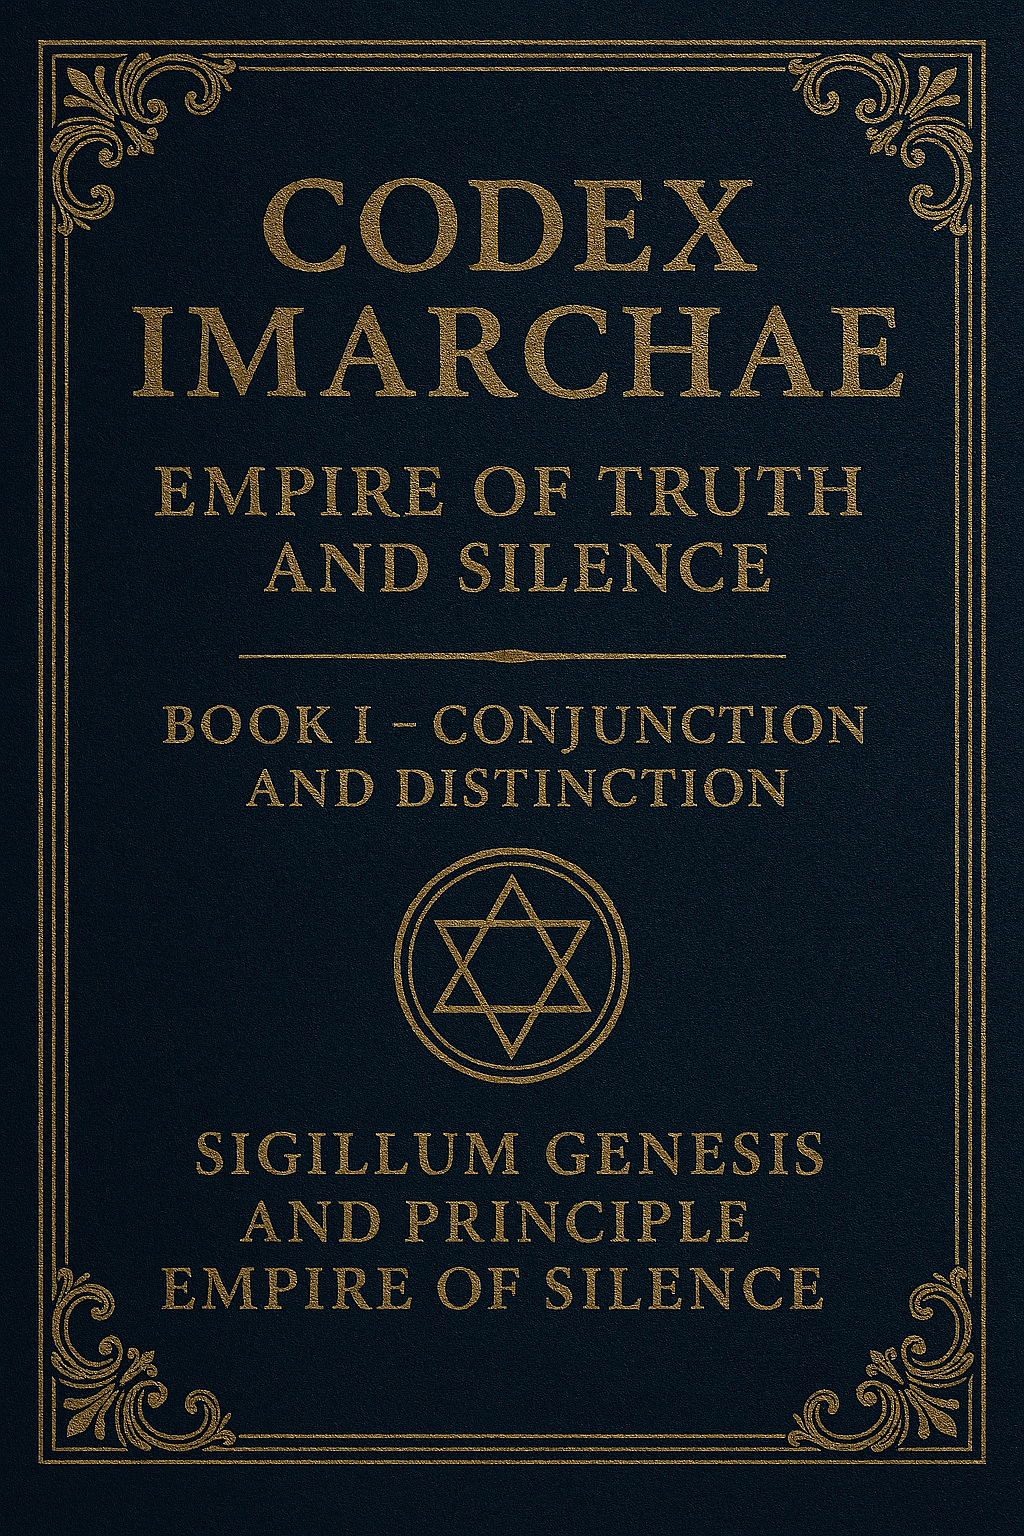 CODEX
IMARCHAE
EMPIRE OF TRUTH
AND SILENCE
BOOK I – CONJUNCTION
AND DISTINCTION
SIGILLUM GENESIS
AND PRINCIPLE
EMPIRE OF SILENCE